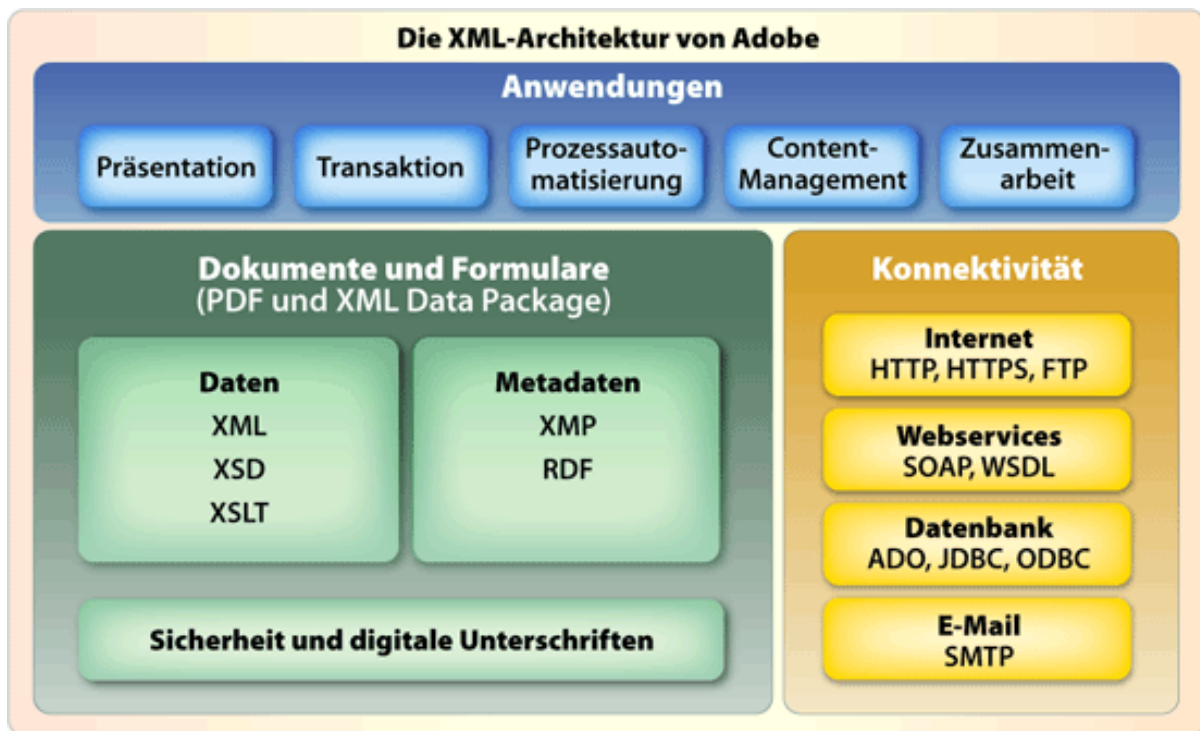 Die XML-Architektur von Adobe
Anwendungen
Präsentation
Transaktion
Prozessauto-
matisierung
Content-
Management
Zusammen-
arbeit
Dokumente und Formulare
(PDF und XML Data Package)
Daten
XML
XSD
XSLT
Metadaten
XMP
RDF
Sicherheit und digitale Unterschriften
Konnektivität
Internet
HTTP, HTTPS, FTP
Webservices
SOAP, WSDL
Datenbank
ADO, JDBC, ODBC
E-Mail
SMTP